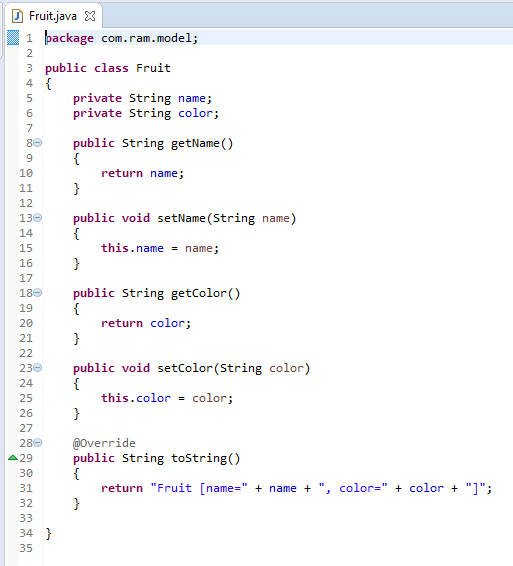 Fruit.java
1 package com.ram.model;
2
3 public class Fruit
4 {
5     private String name;
6     private String color;
7
8     public String getName()
9     {
10         return name;
11     }
12
13     public void setName(String name)
14     {
15         this.name = name;
16     }
17
18     public String getColor()
19     {
20         return color;
21     }
22
23     public void setColor(String color)
24     {
25         this.color = color;
26     }
27
28     @Override
29     public String toString()
30     {
31         return "Fruit [name=" + name + ", color=" + color + "]";
32     }
33
34 }
35